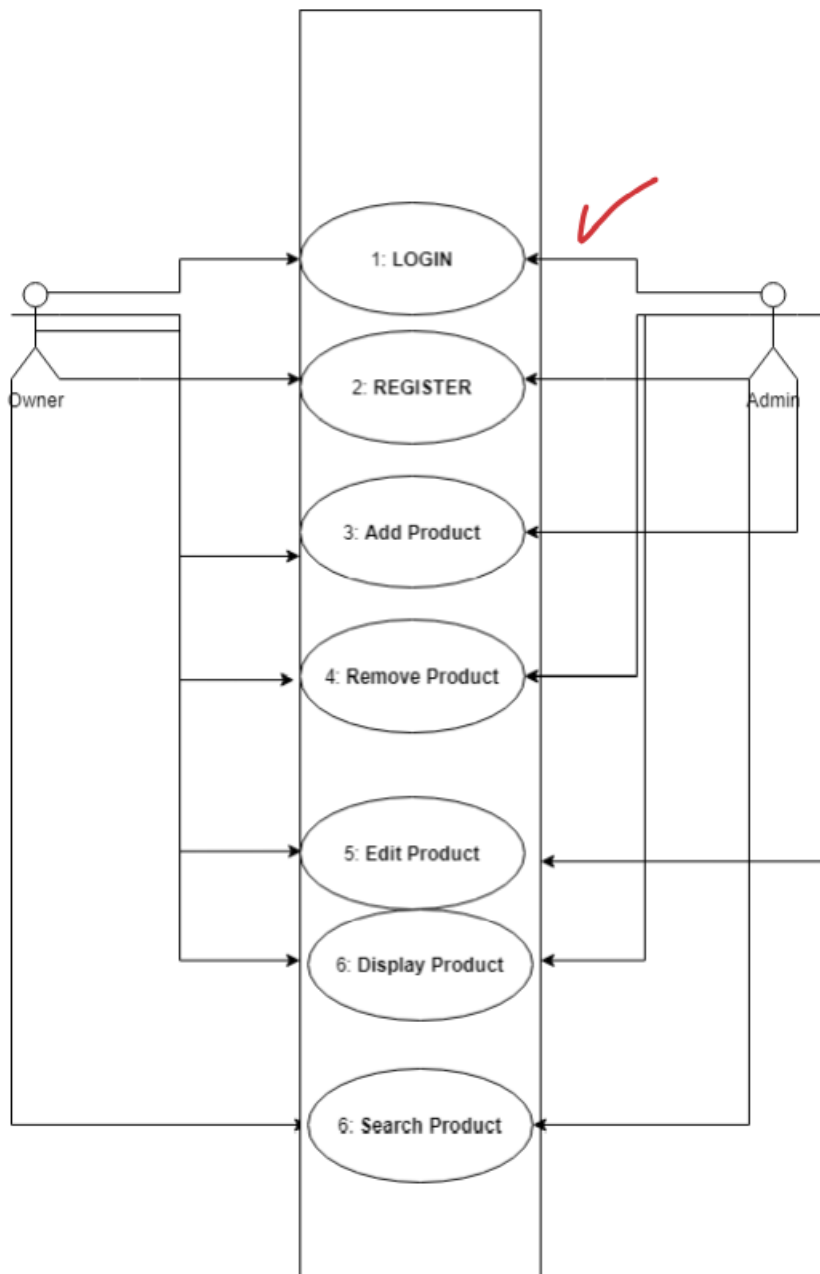 1: LOGIN
2: REGISTER
Owner
Admin
3: Add Product
4: Remove Product
5: Edit Product
6: Display Product
6: Search Product